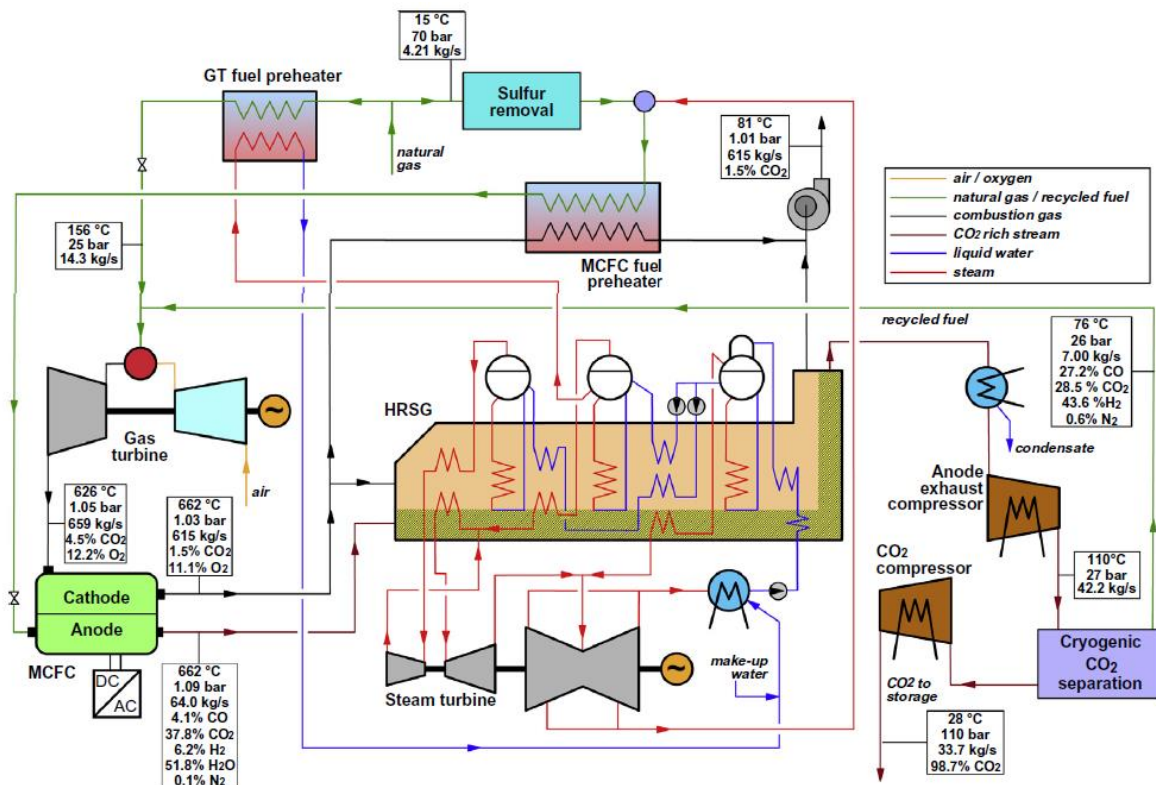 15 °C
70 bar
4.21 kg/s
GT fuel preheater
Sulfur
removal
natural
gas
81 °C
1.01 bar
615 kg/s
1.5% CO₂
air / oxygen
natural gas / recycled fuel
combustion gas
CO₂ rich stream
liquid water
steam
156 °C
25 bar
14.3 kg/s
MCFC fuel
preheater
recycled fuel
76 °C
26 bar
7.00 kg/s
27.2% CO
28.5 % CO₂
43.6 %H₂
0.6% N₂
HRSG
Gas
turbine
air
condensate
Anode
exhaust
compressor
626 °C
1.05 bar
659 kg/s
4.5% CO₂
12.2% O₂
662 °C
1.03 bar
615 kg/s
1.5% CO₂
11.1% O₂
CO₂
compressor
110°C
27 bar
42.2 kg/s
Cathode
Anode
MCFC
DC
AC
Cryogenic
CO₂
separation
make-up
water
Steam turbine
CO2 to
storage
662 °C
1.09 bar
64.0 kg/s
4.1% CO
37.8% CO₂
6.2% H₂
51.8% H₂O
0.1% N₂
28 °C
110 bar
33.7 kg/s
98.7% CO₂